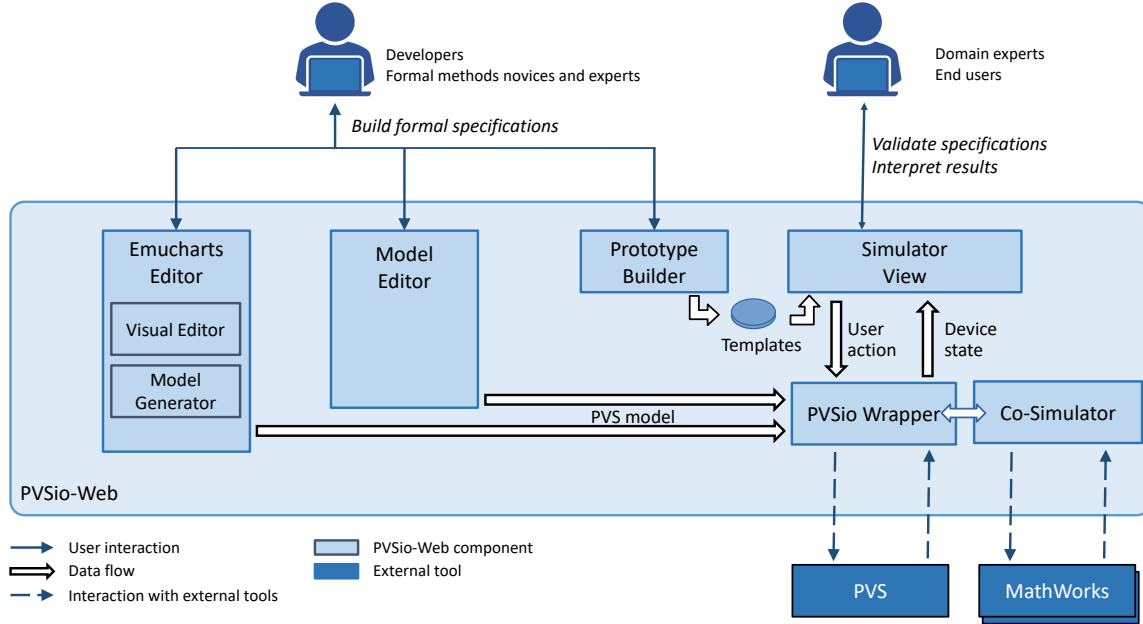 Developers
Formal methods novices and experts
Domain experts
End users
Build formal specifications
Validate specifications
Interpret results
Emucharts
Editor
Visual Editor
Model
Generator
Model
Editor
Prototype
Builder
Simulator
View
Templates
User
action
Device
state
PVS model
PVSio Wrapper
Co-Simulator
PVSio-Web
User interaction
Data flow
Interaction with external tools
PVSio-Web component
External tool
PVS
MathWorks